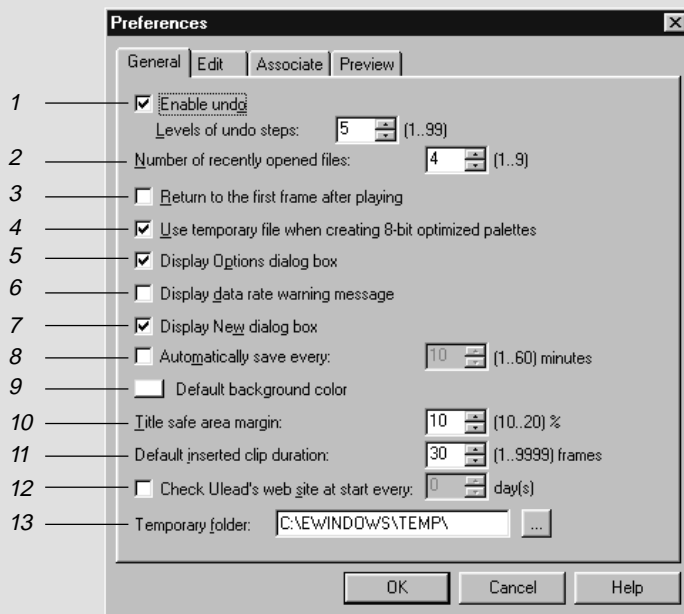 Preferences
General Edit Associate Preview
1 Enable undo
Levels of undo steps: 5 (1..99)
2 Number of recently opened files: 4 (1..9)
3 Return to the first frame after playing
4 Use temporary file when creating 8-bit optimized palettes
5 Display Options dialog box
6 Display data rate warning message
7 Display New dialog box
8 Automatically save every: 10 (1..60) minutes
9 Default background color
10 Title safe area margin: 10 (10..20) %
11 Default inserted clip duration: 30 (1..9999) frames
12 Check Ulead's web site at start every: 0 day(s)
13 Temporary folder: C:\EWINDOWS\TEMP\ ...
OK Cancel Help